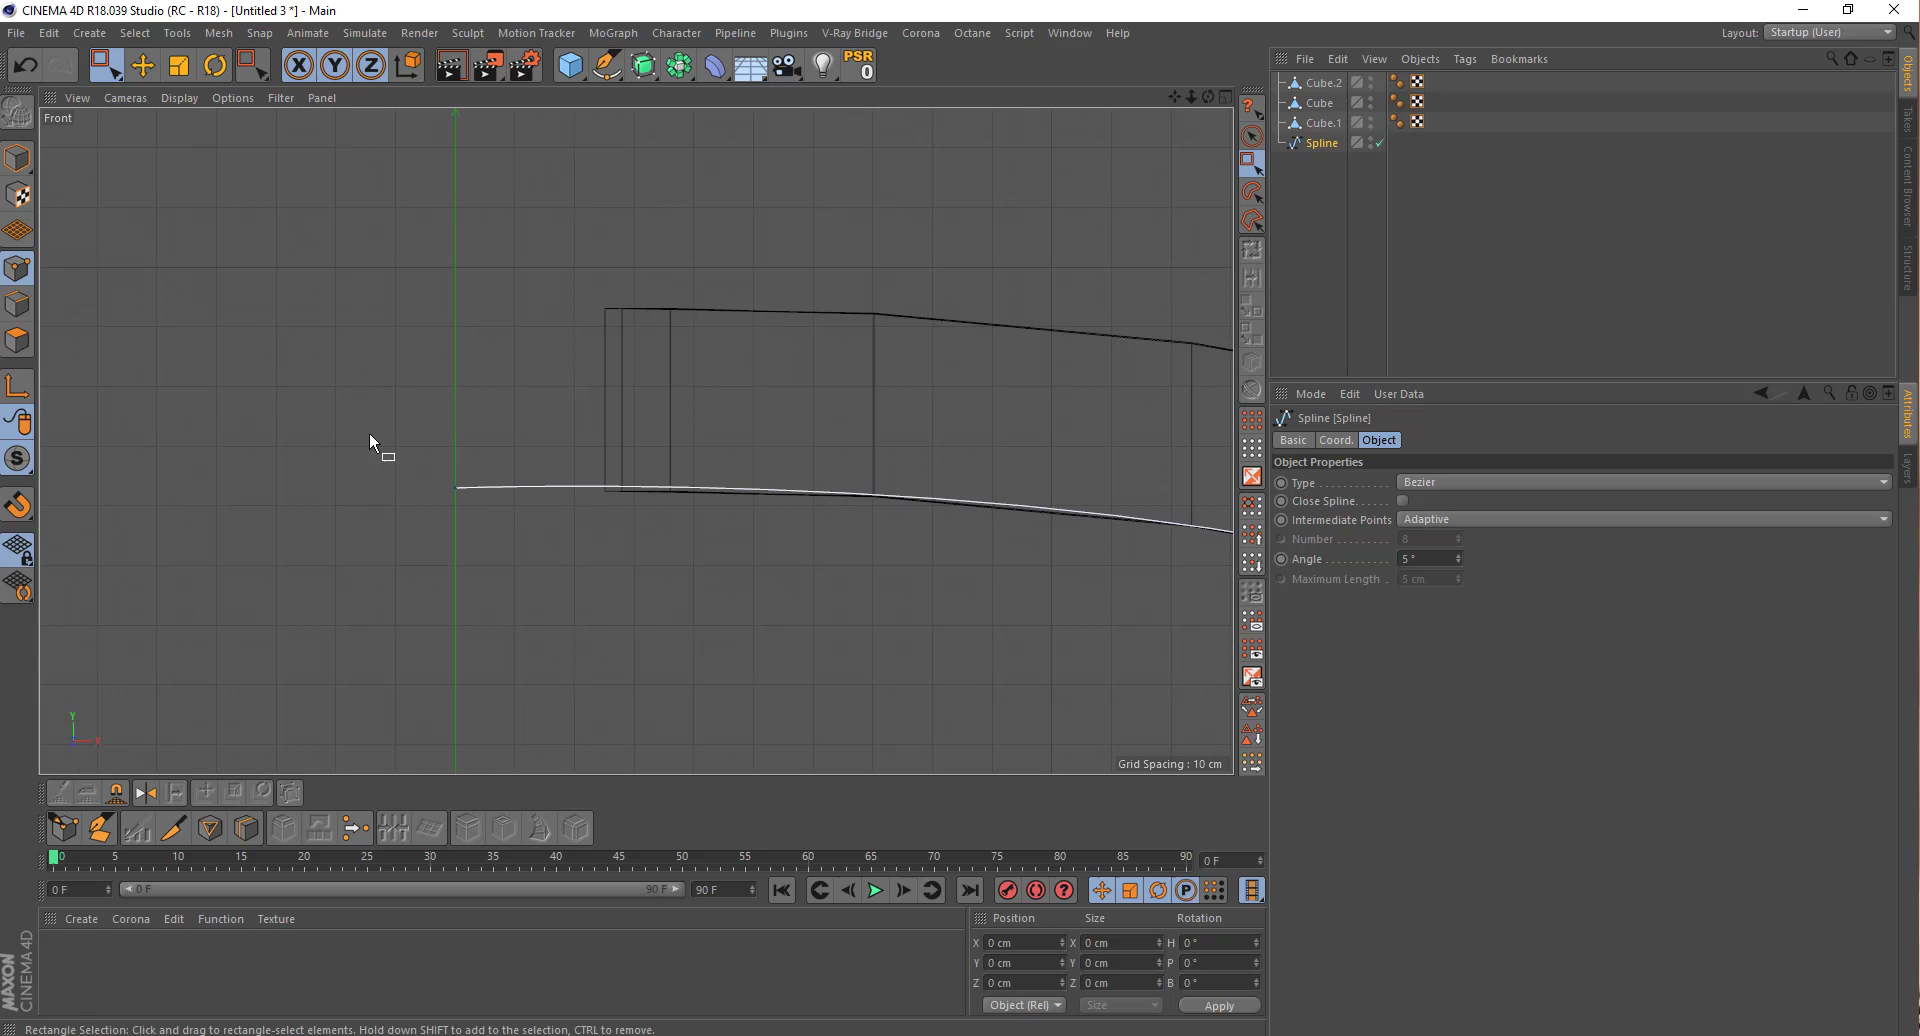 CINEMA 4D R18.039 Studio (RC - R18) - [Untitled 3 *] - Main
File Edit Create Select Tools Mesh Snap Animate Simulate Render Sculpt Motion Tracker MoGraph Character Pipeline Plugins V-Ray Bridge Corona Octane Script Window Help Layout: Startup (User)
X Y Z PSR
0
File Edit View Objects Tags Bookmarks
View Cameras Display Options Filter Panel
Front
Cube.2
Cube
Cube.1
Spline
Objects
Takes
Content Browser
Structure
Mode Edit User Data
Spline [Spline]
Basic Coord. Object
Object Properties
Type Bezier
Close Spline
Intermediate Points Adaptive
Number 8
Angle 5 °
Maximum Length 5 cm
Attributes
Layers
S
Y
X
Grid Spacing : 10 cm
0 5 10 15 20 25 30 35 40 45 50 55 60 65 70 75 80 85 90 0 F
0 F 0 F 90 F 90 F P
Create Corona Edit Function Texture
Position Size Rotation
X 0 cm X 0 cm H 0 °
Y 0 cm Y 0 cm P 0 °
Z 0 cm Z 0 cm B 0 °
Object (Rel) Size Apply
MAXON
CINEMA 4D
Rectangle Selection: Click and drag to rectangle-select elements. Hold down SHIFT to add to the selection, CTRL to remove.